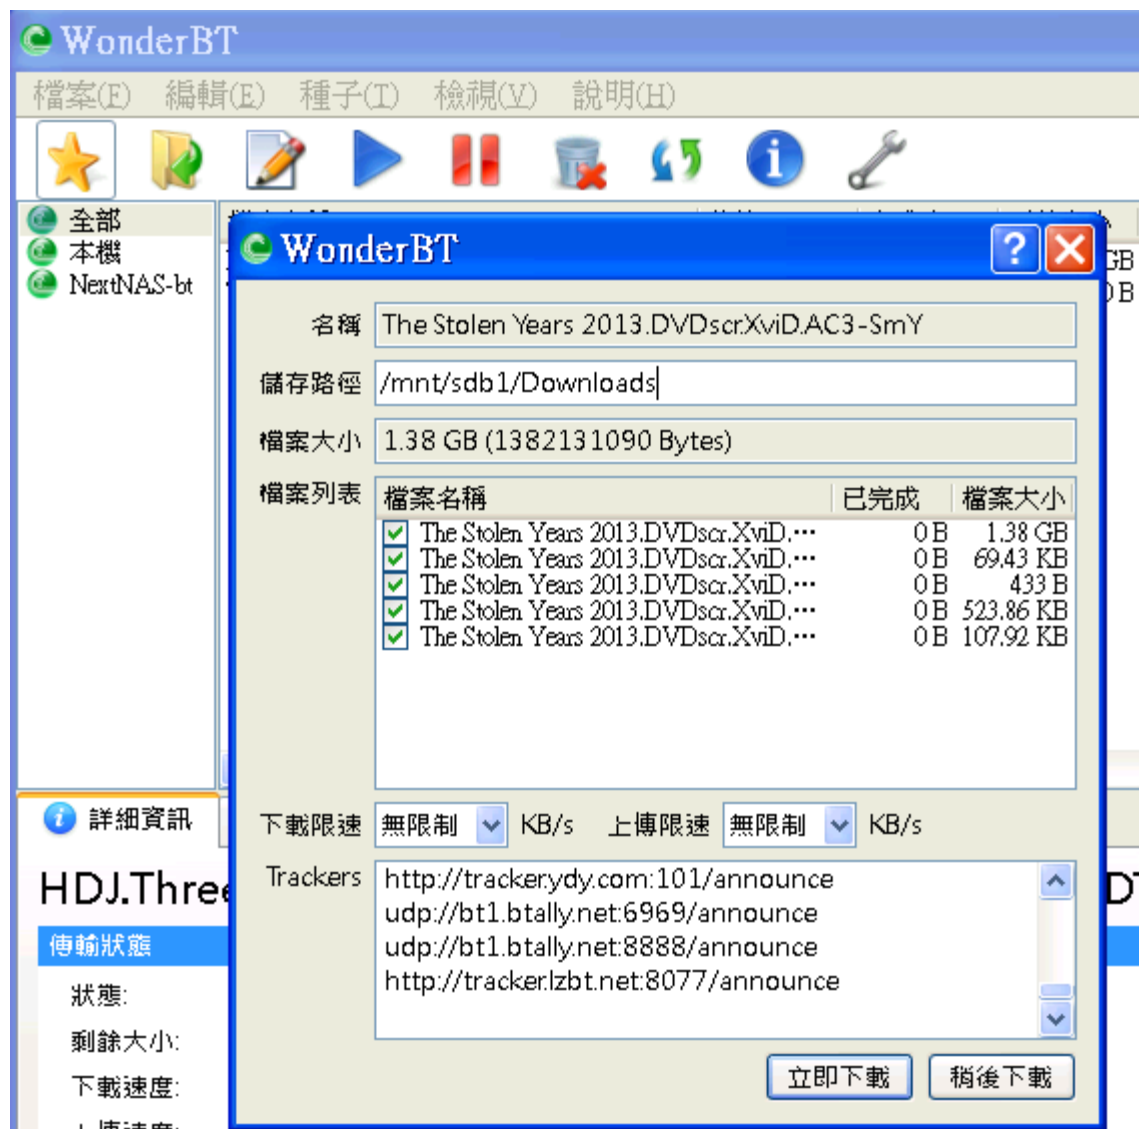 WonderBT
檔案(F) 編輯(E) 種子(T) 檢視(V) 說明(H)
全部
本機
NextNAS-bt
GB
0 B
WonderBT
名稱 The Stolen Years 2013.DVDscr.XviD.AC3-SmY
儲存路徑 /mnt/sdb1/Downloads
檔案大小 1.38 GB (1382131090 Bytes)
檔案列表
檔案名稱 已完成 檔案大小
The Stolen Years 2013.DVDscr.XviD.… 0 B 1.38 GB
The Stolen Years 2013.DVDscr.XviD.… 0 B 69.43 KB
The Stolen Years 2013.DVDscr.XviD.… 0 B 433 B
The Stolen Years 2013.DVDscr.XviD.… 0 B 523.86 KB
The Stolen Years 2013.DVDscr.XviD.… 0 B 107.92 KB
下載限速 無限制 KB/s 上傳限速 無限制 KB/s
Trackers
http://tracker.ydy.com:101/announce
udp://bt1.btally.net:6969/announce
udp://bt1.btally.net:8888/announce
http://tracker.lzbt.net:8077/announce
立即下載 稍後下載
詳細資訊
HDJ.Thre
傳輸狀態
狀態:
剩餘大小:
下載速度: